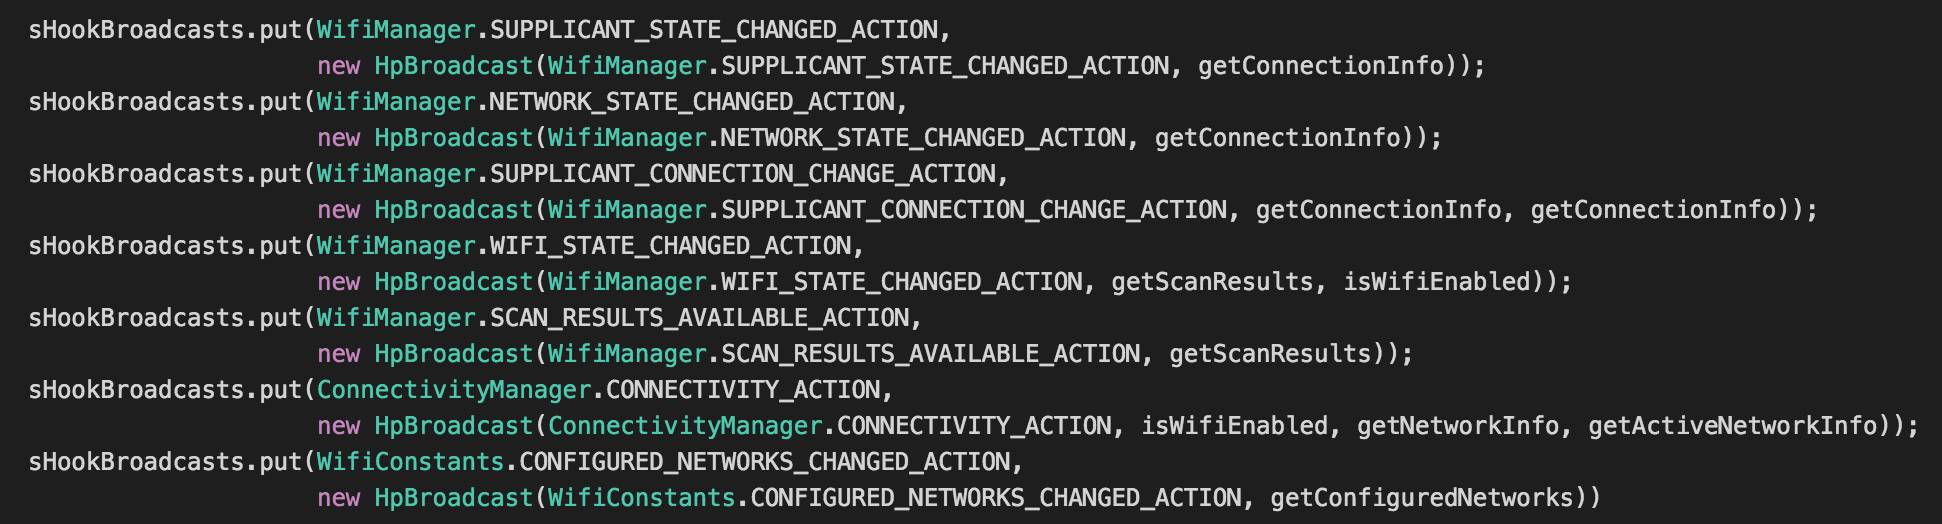 sHookBroadcasts.put(WifiManager.SUPPLICANT_STATE_CHANGED_ACTION,
new HpBroadcast(WifiManager.SUPPLICANT_STATE_CHANGED_ACTION, getConnectionInfo));
sHookBroadcasts.put(WifiManager.NETWORK_STATE_CHANGED_ACTION,
new HpBroadcast(WifiManager.NETWORK_STATE_CHANGED_ACTION, getConnectionInfo));
sHookBroadcasts.put(WifiManager.SUPPLICANT_CONNECTION_CHANGE_ACTION,
new HpBroadcast(WifiManager.SUPPLICANT_CONNECTION_CHANGE_ACTION, getConnectionInfo, getConnectionInfo));
sHookBroadcasts.put(WifiManager.WIFI_STATE_CHANGED_ACTION,
new HpBroadcast(WifiManager.WIFI_STATE_CHANGED_ACTION, getScanResults, isWifiEnabled));
sHookBroadcasts.put(WifiManager.SCAN_RESULTS_AVAILABLE_ACTION,
new HpBroadcast(WifiManager.SCAN_RESULTS_AVAILABLE_ACTION, getScanResults));
sHookBroadcasts.put(ConnectivityManager.CONNECTIVITY_ACTION,
new HpBroadcast(ConnectivityManager.CONNECTIVITY_ACTION, isWifiEnabled, getNetworkInfo, getActiveNetworkInfo));
sHookBroadcasts.put(WifiConstants.CONFIGURED_NETWORKS_CHANGED_ACTION,
new HpBroadcast(WifiConstants.CONFIGURED_NETWORKS_CHANGED_ACTION, getConfiguredNetworks))